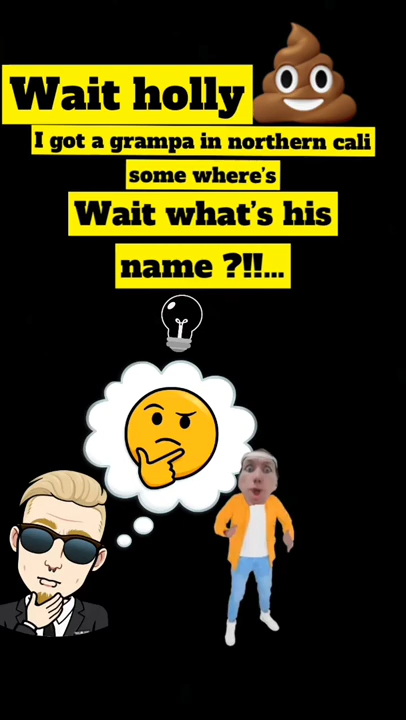 Wait holly
I got a grampa in northern cali
some where's
Wait what's his
name ?!!...